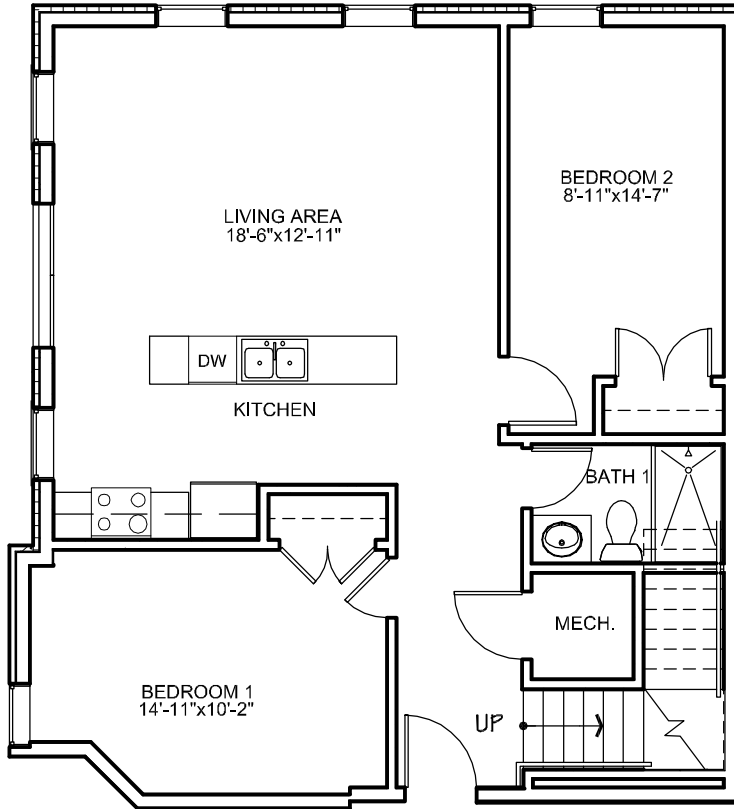 BEDROOM 2
8'-11"x14'-7"
LIVING AREA
18'-6"x12'-11"
DW
KITCHEN
BATH 1
MECH.
BEDROOM 1
14'-11"x10'-2"
UP